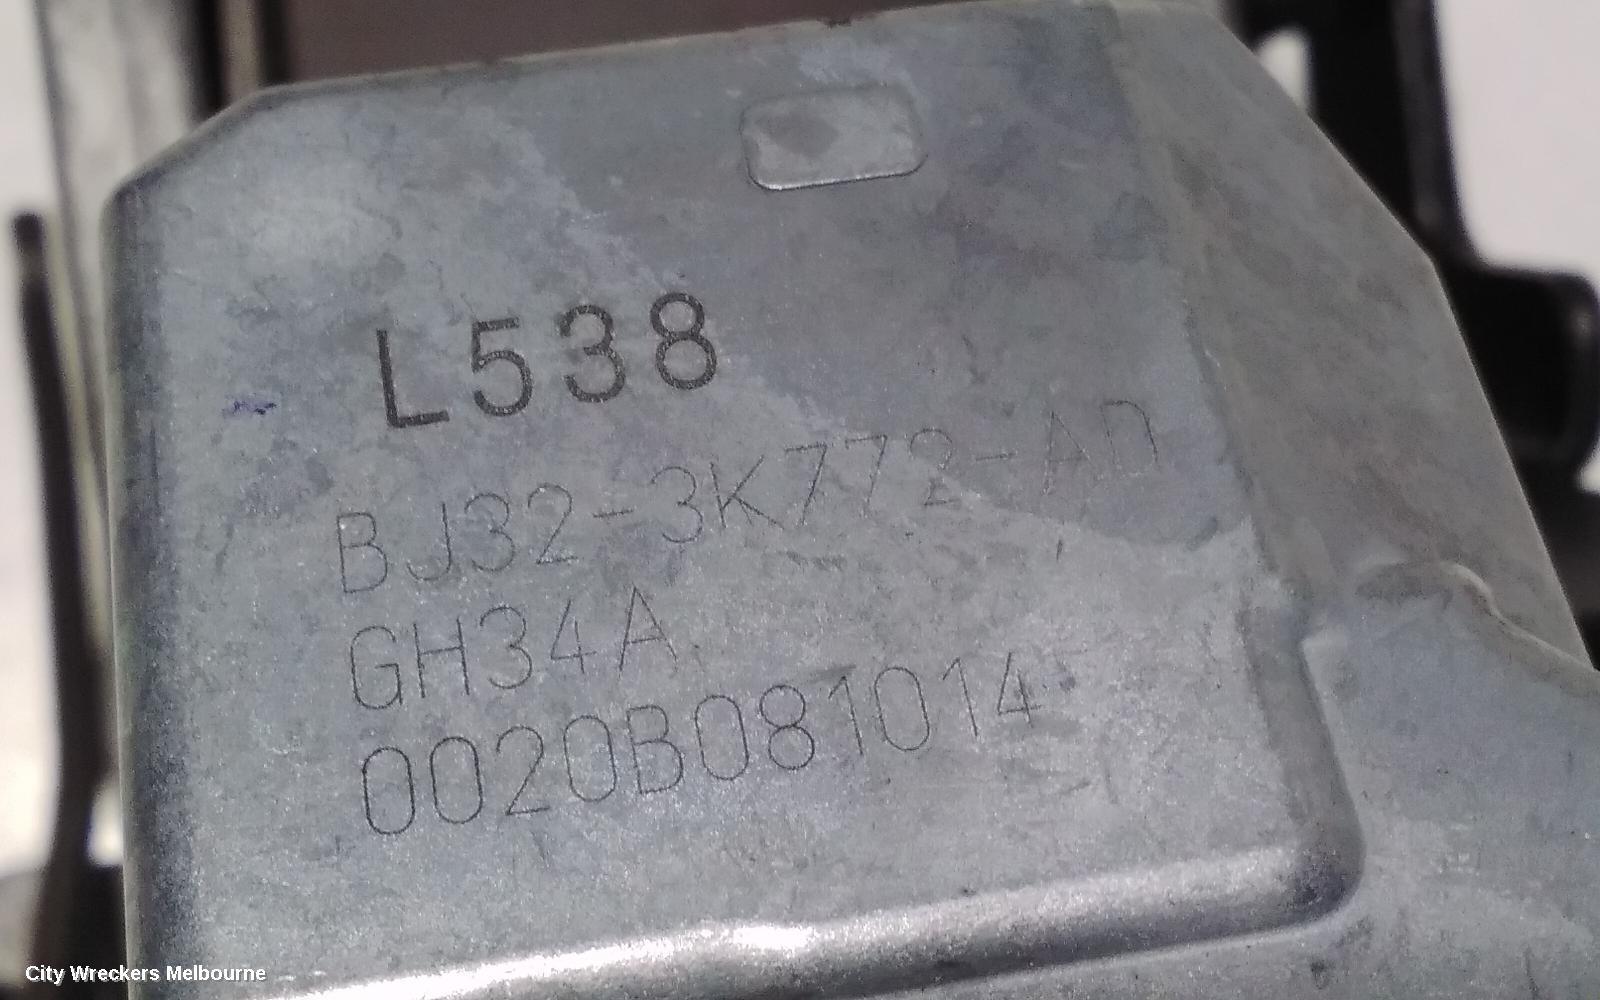 L538
BJ32-3K772-AD
GH34A
0020B081014
City Wreckers Melbourne